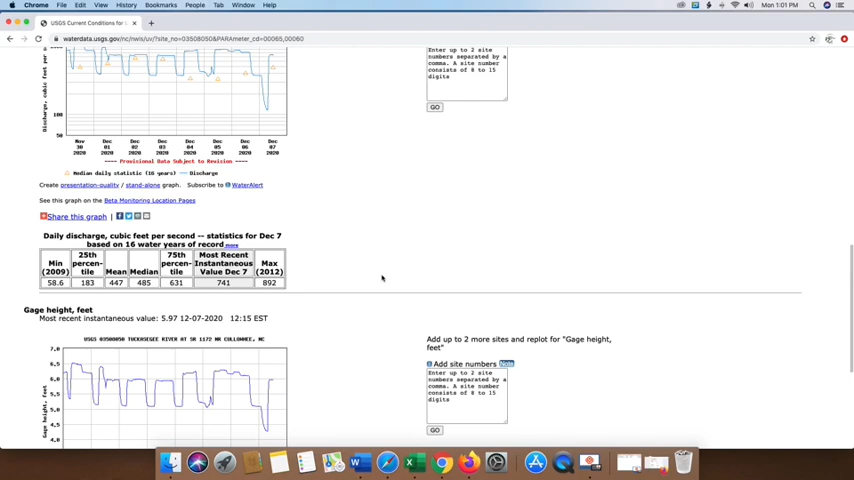 Chrome File Edit View History Bookmarks People Tab Window Help
Mon 1:01 PM
USGS Current Conditions for
waterdata.usgs.gov/nc/nwis/uv/?site_no=03508050&PARAmeter_cd=00065,00060
Discharge, cubic feet per
100
50
Nov 30 2020
Dec 01 2020
Dec 02 2020
Dec 03 2020
Dec 04 2020
Dec 05 2020
Dec 06 2020
Dec 07 2020
---- Provisional Data Subject to Revision ----
Median daily statistic (16 years) Discharge
Create presentation-quality / stand-alone graph. Subscribe to WaterAlert
See this graph on the Beta Monitoring Location Pages
Share this graph |
Daily discharge, cubic feet per second -- statistics for Dec 7
based on 16 water years of record more
Min (2009)
25th percen-tile
Mean
Median
75th percen-tile
Most Recent Instantaneous Value Dec 7
Max (2012)
58.6 183 447 485 631 741 892
Enter up to 2 site
numbers separated by a
comma. A site number
consists of 8 to 15
digits
GO
Gage height, feet
Most recent instantaneous value: 5.97 12-07-2020 12:15 EST
USGS 03508050 TUCKASEGEE RIVER AT SR 1172 NR CULLOWHEE, NC
Gage height, feet
7.0
6.5
6.0
5.5
5.0
4.5
4.0
Add up to 2 more sites and replot for "Gage height,
feet"
Add site numbers Note
Enter up to 2 site
numbers separated by a
comma. A site number
consists of 8 to 15
digits
GO